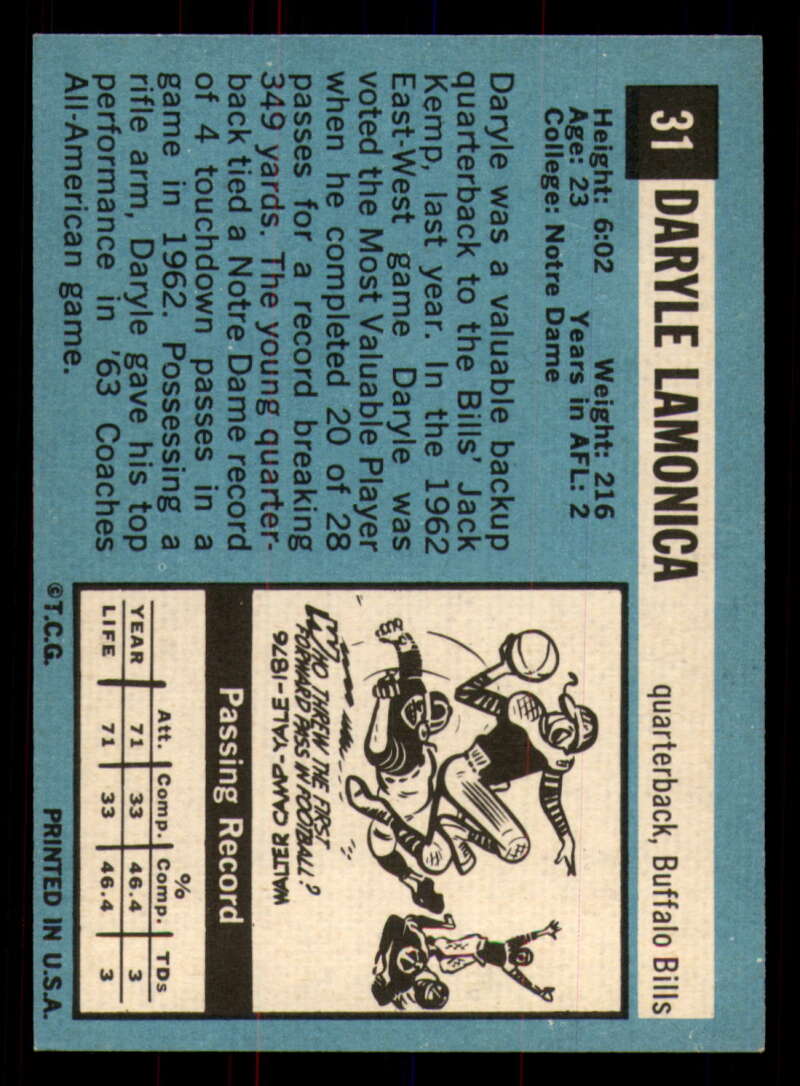 31 DARYLE LAMONICA quarterback, Buffalo Bills
Height: 6:02 Weight: 216
Age: 23 Years in AFL: 2
College: Notre Dame
Daryle was a valuable backup
quarterback to the Bills' Jack
Kemp, last year. In the 1962
East-West game Daryle was
voted the Most Valuable Player
when he completed 20 of 28
passes for a record breaking
349 yards. The young quarter-
back tied a Notre Dame record
of 4 touchdown passes in a
game in 1962. Possessing a
rifle arm, Daryle gave his top
performance in '63 Coaches
All-American game.
WHO THREW THE FIRST
FORWARD PASS IN FOOTBALL?
WALTER CAMP-YALE-1876
Passing Record
Att. Comp. % Comp. TDs
YEAR 71 33 46.4 3
LIFE 71 33 46.4 3
©T.C.G. PRINTED IN U.S.A.